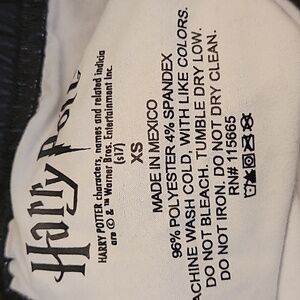 Harry Potter
HARRY POTTER characters, names and related indicia
are © & ™ Warner Bros. Entertainment Inc.
(s17)
XS
MADE IN MEXICO
96% POLYESTER 4% SPANDEX
MACHINE WASH COLD, WITH LIKE COLORS.
DO NOT BLEACH. TUMBLE DRY LOW.
DO NOT IRON. DO NOT DRY CLEAN.
RN# 115665